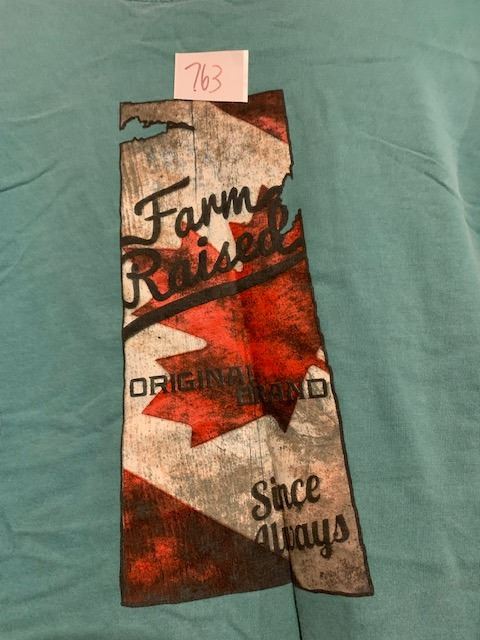 763
Farm
Raised
ORIGINAL BRAND
Since
Always